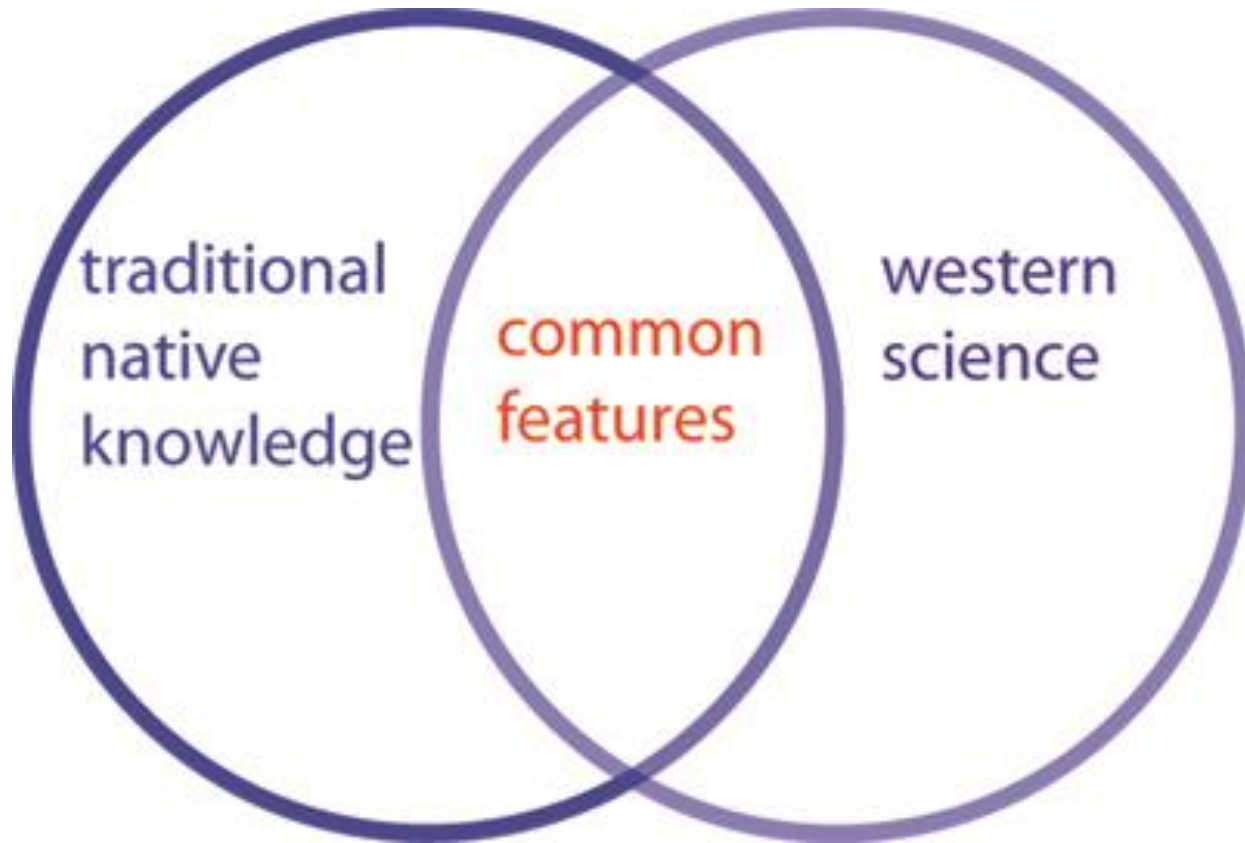 traditional
native
knowledge
common
features
western
science